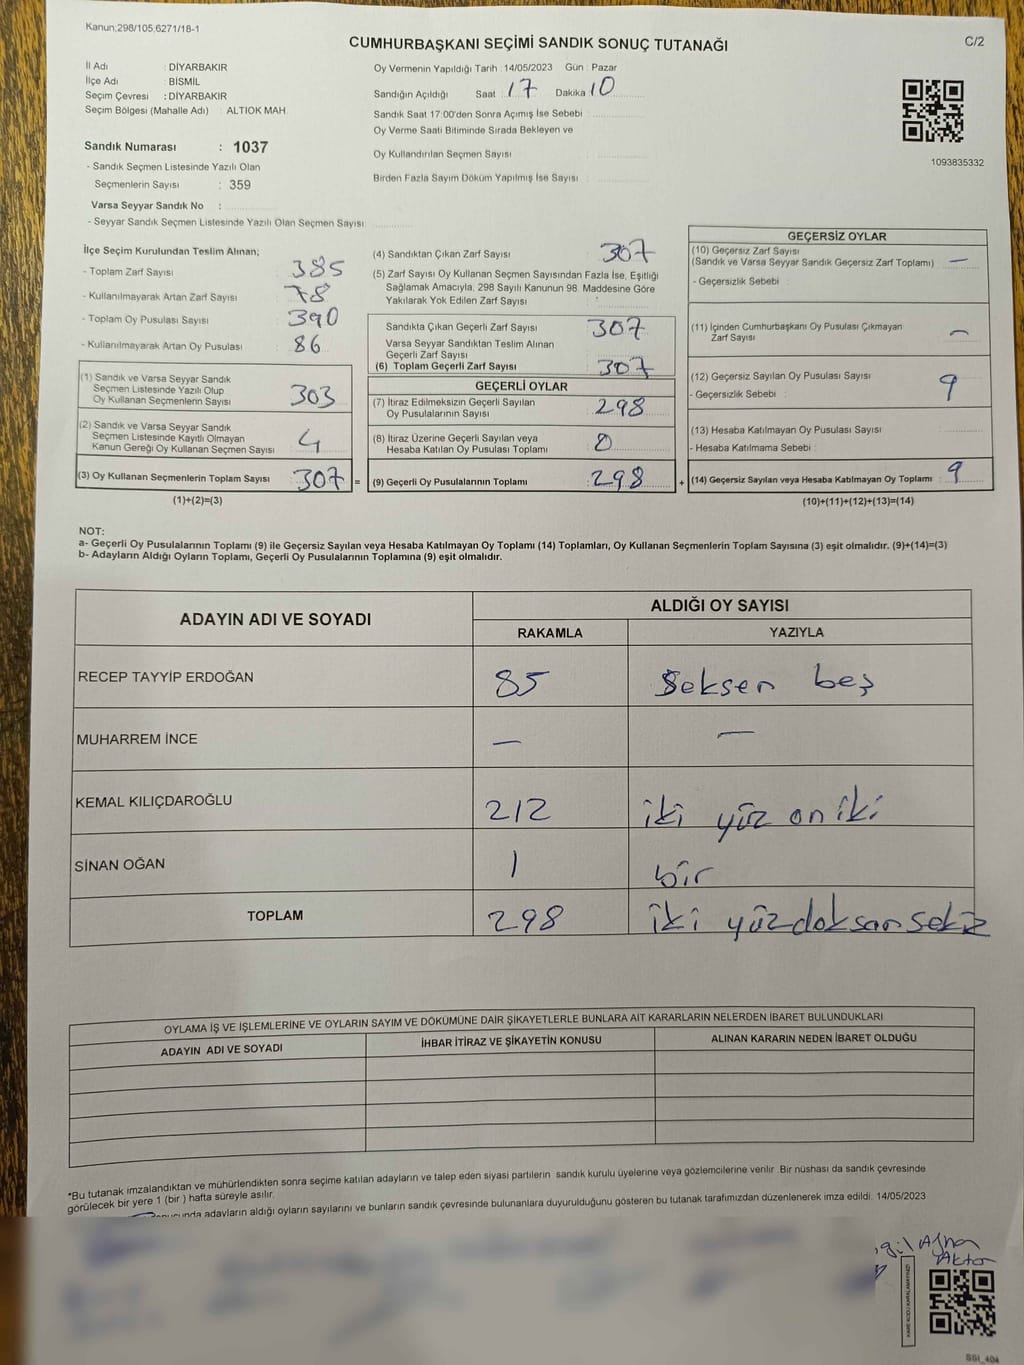 Kanun;298/105,6271/18-1
CUMHURBAŞKANI SEÇİMİ SANDIK SONUÇ TUTANAĞI
C/2
İl Adı : DİYARBAKIR
İlçe Adı : BİSMİL
Seçim Çevresi : DİYARBAKIR
Seçim Bölgesi (Mahalle Adı) : ALTIOK MAH.
Sandık Numarası : 1037
- Sandık Seçmen Listesinde Yazılı Olan
Seçmenlerin Sayısı : 359
Varsa Seyyar Sandık No :
- Seyyar Sandık Seçmen Listesinde Yazılı Olan Seçmen Sayısı:
Oy Vermenin Yapıldığı Tarih : 14/05/2023 Gün : Pazar
Sandığın Açıldığı Saat : 17 Dakika : 10
Sandık Saat 17:00'den Sonra Açımış İse Sebebi :
Oy Verme Saati Bitiminde Sırada Bekleyen ve
Oy Kullandırılan Seçmen Sayısı :
Birden Fazla Sayım Döküm Yapılmış İse Sayısı :
1093835332
İlçe Seçim Kurulundan Teslim Alınan;
- Toplam Zarf Sayısı : 385
- Kullanılmayarak Artan Zarf Sayısı : 78
- Toplam Oy Pusulası Sayısı : 390
- Kullanılmayarak Artan Oy Pusulası : 86
(1) Sandık ve Varsa Seyyar Sandık
Seçmen Listesinde Yazılı Olup
Oy Kullanan Seçmenlerin Sayısı : 303
(2) Sandık ve Varsa Seyyar Sandık
Seçmen Listesinde Kayıtlı Olmayan
Kanun Gereği Oy Kullanan Seçmen Sayısı : 4
(3) Oy Kullanan Seçmenlerin Toplam Sayısı : 307 =
(1)+(2)=(3)
(4) Sandıktan Çıkan Zarf Sayısı : 307
(5) Zarf Sayısı Oy Kullanan Seçmen Sayısından Fazla İse, Eşitliği
Sağlamak Amacıyla, 298 Sayılı Kanunun 98. Maddesine Göre
Yakılarak Yok Edilen Zarf Sayısı :
Sandıkta Çıkan Geçerli Zarf Sayısı : 307
Varsa Seyyar Sandıktan Teslim Alınan
Geçerli Zarf Sayısı :
(6) Toplam Geçerli Zarf Sayısı : 307
GEÇERLİ OYLAR
(7) İtiraz Edilmeksizin Geçerli Sayılan
Oy Pusulalarının Sayısı : 298
(8) İtiraz Üzerine Geçerli Sayılan veya
Hesaba Katılan Oy Pusulası Toplamı : 0
(9) Geçerli Oy Pusulalarının Toplamı : 298 +
GEÇERSİZ OYLAR
(10) Geçersiz Zarf Sayısı
(Sandık ve Varsa Seyyar Sandık Geçersiz Zarf Toplamı) : —
- Geçersizlik Sebebi :
(11) İçinden Cumhurbaşkanı Oy Pusulası Çıkmayan
Zarf Sayısı : —
(12) Geçersiz Sayılan Oy Pusulası Sayısı : 9
- Geçersizlik Sebebi :
(13) Hesaba Katılmayan Oy Pusulası Sayısı :
- Hesaba Katılmama Sebebi :
(14) Geçersiz Sayılan veya Hesaba Katılmayan Oy Toplamı : 9
(10)+(11)+(12)+(13)=(14)
NOT:
a- Geçerli Oy Pusulalarının Toplamı (9) ile Geçersiz Sayılan veya Hesaba Katılmayan Oy Toplamı (14) Toplamları, Oy Kullanan Seçmenlerin Toplam Sayısına (3) eşit olmalıdır. (9)+(14)=(3)
b- Adayların Aldığı Oyların Toplamı, Geçerli Oy Pusulalarının Toplamına (9) eşit olmalıdır.
ADAYIN ADI VE SOYADI
ALDIĞI OY SAYISI
RAKAMLA YAZIYLA
RECEP TAYYİP ERDOĞAN 85 Seksen beş
MUHARREM İNCE — —
KEMAL KILIÇDAROĞLU 212 iki yüz on iki
SİNAN OĞAN 1 bir
TOPLAM 298 iki yüzdoksansekiz
OYLAMA İŞ VE İŞLEMLERİNE VE OYLARIN SAYIM VE DÖKÜMÜNE DAİR ŞİKAYETLERLE BUNLARA AİT KARARLARIN NELERDEN İBARET BULUNDUKLARI
ADAYIN ADI VE SOYADI İHBAR İTİRAZ VE ŞİKAYETİN KONUSU ALINAN KARARIN NEDEN İBARET OLDUĞU
*Bu tutanak imzalandıktan ve mühürlendikten sonra seçime katılan adayların ve talep eden siyasi partilerin sandık kurulu üyelerine veya gözlemcilerine verilir. Bir nüshası da sandık çevresinde
görülecek bir yere 1 (bir ) hafta süreyle asılır.
adayların aldığı oyların sayılarını ve bunların sandık çevresinde bulunanlara duyurulduğunu gösteren bu tutanak tarafımızdan düzenlenerek imza edildi. 14/05/2023
KARE KODU KARALAMAYINIZ!